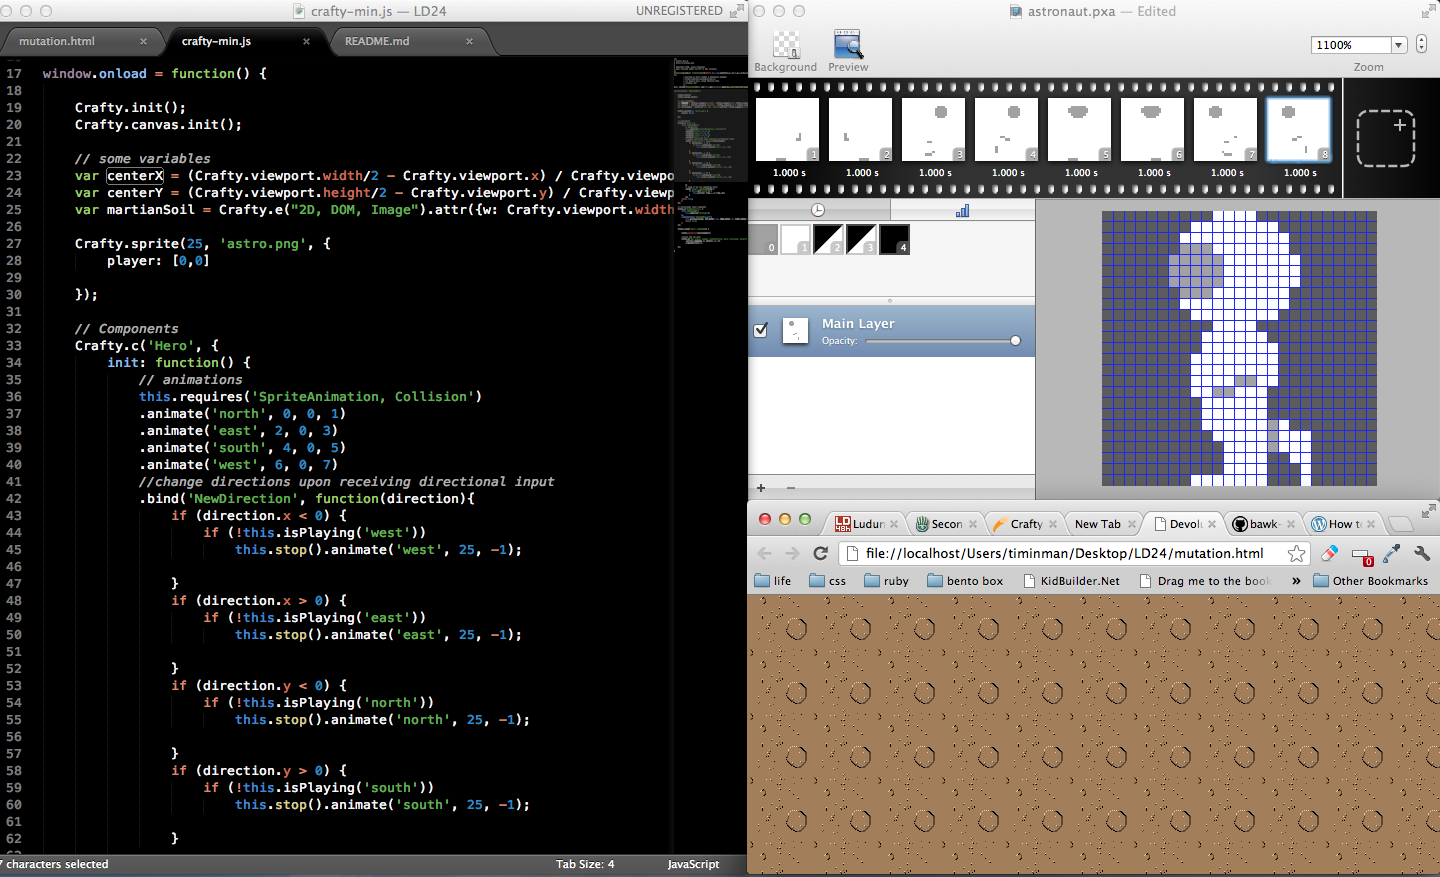 crafty-min.js — LD24
UNREGISTERED
mutation.html
crafty-min.js
README.md
17 window.onload = function() {
18
19 Crafty.init();
20 Crafty.canvas.init();
21
22 // some variables
23 var centerX = (Crafty.viewport.width/2 - Crafty.viewport.x) / Crafty.viewpo
24 var centerY = (Crafty.viewport.height/2 - Crafty.viewport.y) / Crafty.viewp
25 var martianSoil = Crafty.e("2D, DOM, Image").attr({w: Crafty.viewport.width
26
27 Crafty.sprite(25, 'astro.png', {
28 player: [0,0]
29
30 });
31
32 // Components
33 Crafty.c('Hero', {
34 init: function() {
35 // animations
36 this.requires('SpriteAnimation, Collision')
37 .animate('north', 0, 0, 1)
38 .animate('east', 2, 0, 3)
39 .animate('south', 4, 0, 5)
40 .animate('west', 6, 0, 7)
41 //change directions upon receiving directional input
42 .bind('NewDirection', function(direction){
43 if (direction.x < 0) {
44 if (!this.isPlaying('west'))
45 this.stop().animate('west', 25, -1);
46
47 }
48 if (direction.x > 0) {
49 if (!this.isPlaying('east'))
50 this.stop().animate('east', 25, -1);
51
52 }
53 if (direction.y < 0) {
54 if (!this.isPlaying('north'))
55 this.stop().animate('north', 25, -1);
56
57 }
58 if (direction.y > 0) {
59 if (!this.isPlaying('south'))
60 this.stop().animate('south', 25, -1);
61
62 }
7 characters selected
Tab Size: 4
JavaScript
astronaut.pxa — Edited
1100%
Background Preview
Zoom
1 2 3 4 5 6 7 8
1.000 s 1.000 s 1.000 s 1.000 s 1.000 s 1.000 s 1.000 s 1.000 s
0 1 2 3 4
Main Layer
Opacity:
Ludun
Secon
Crafty
New Tab
Devol
bawk-
How to
file://localhost/Users/timinman/Desktop/LD24/mutation.html
0
life
css
ruby
bento box
KidBuilder.Net
Drag me to the book
»
Other Bookmarks